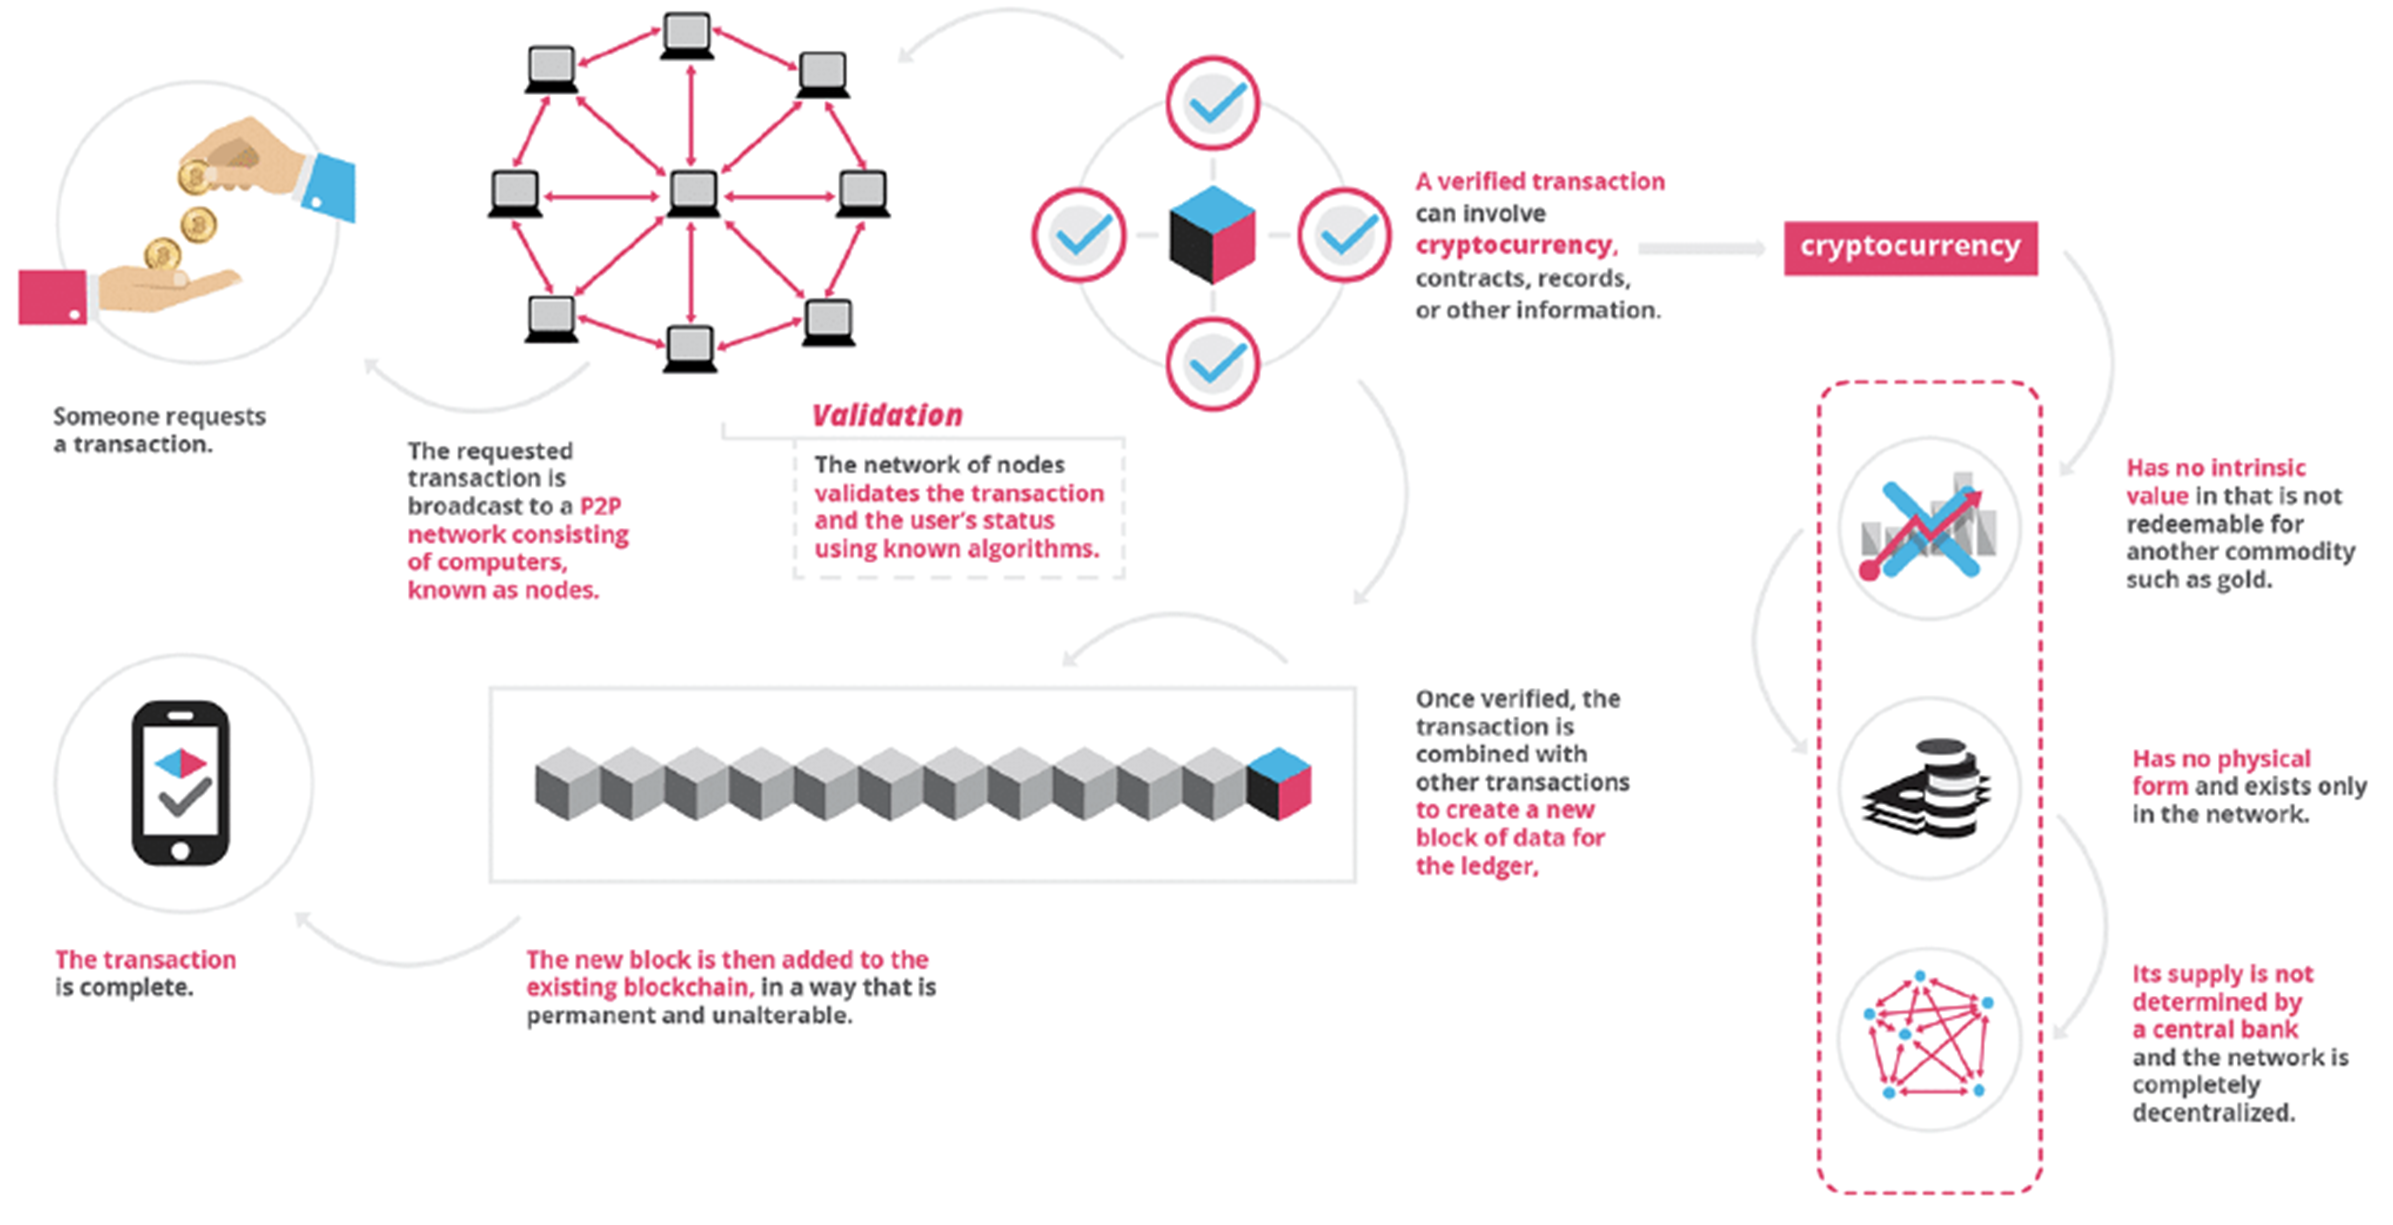 Someone requests
a transaction.
The requested
transaction is
broadcast to a P2P
network consisting
of computers,
known as nodes.
Validation
The network of nodes
validates the transaction
and the user's status
using known algorithms.
A verified transaction
can involve
cryptocurrency,
contracts, records,
or other information.
cryptocurrency
Has no intrinsic
value in that is not
redeemable for
another commodity
such as gold.
Has no physical
form and exists only
in the network.
Its supply is not
determined by
a central bank
and the network is
completely
decentralized.
Once verified, the
transaction is
combined with
other transactions
to create a new
block of data for
the ledger,
The new block is then added to the
existing blockchain, in a way that is
permanent and unalterable.
The transaction
is complete.